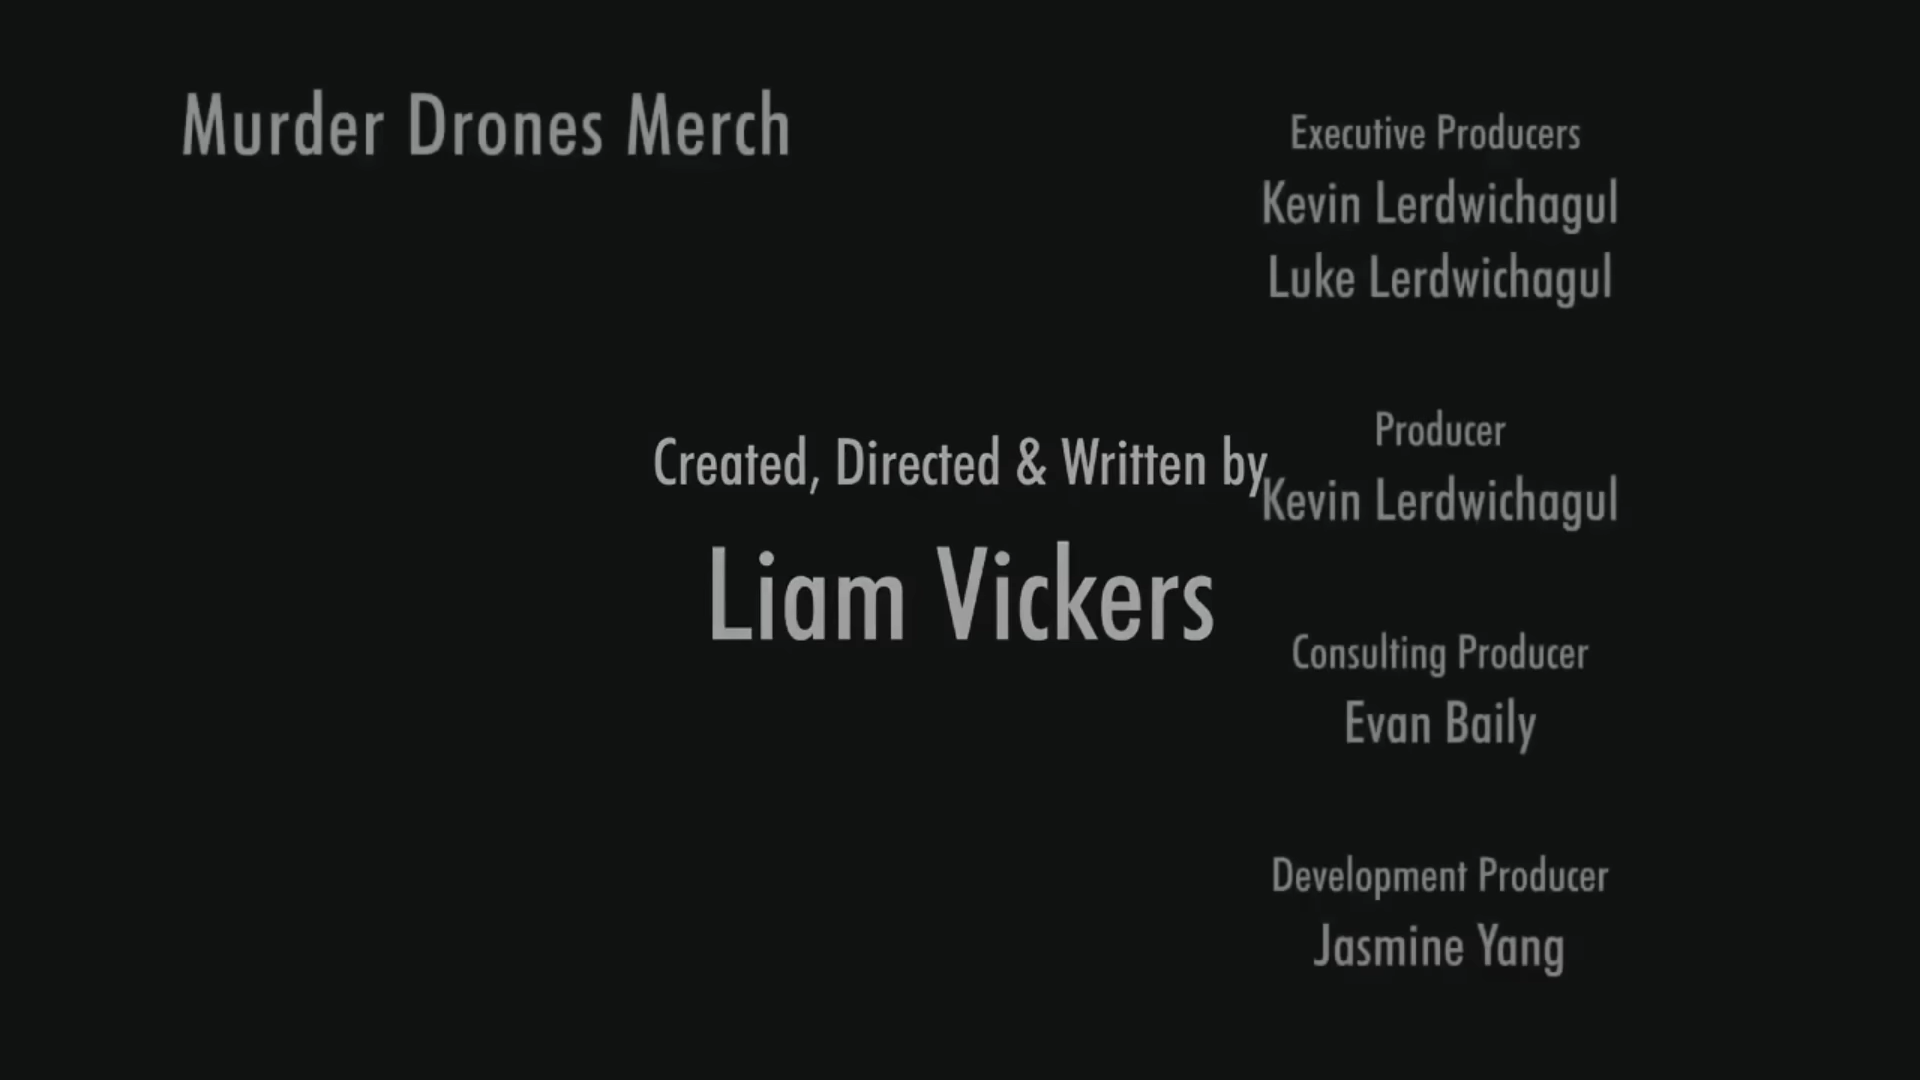 Murder Drones Merch
Created, Directed & Written by
Liam Vickers
Executive Producers
Kevin Lerdwichagul
Luke Lerdwichagul
Producer
Kevin Lerdwichagul
Consulting Producer
Evan Baily
Development Producer
Jasmine Yang